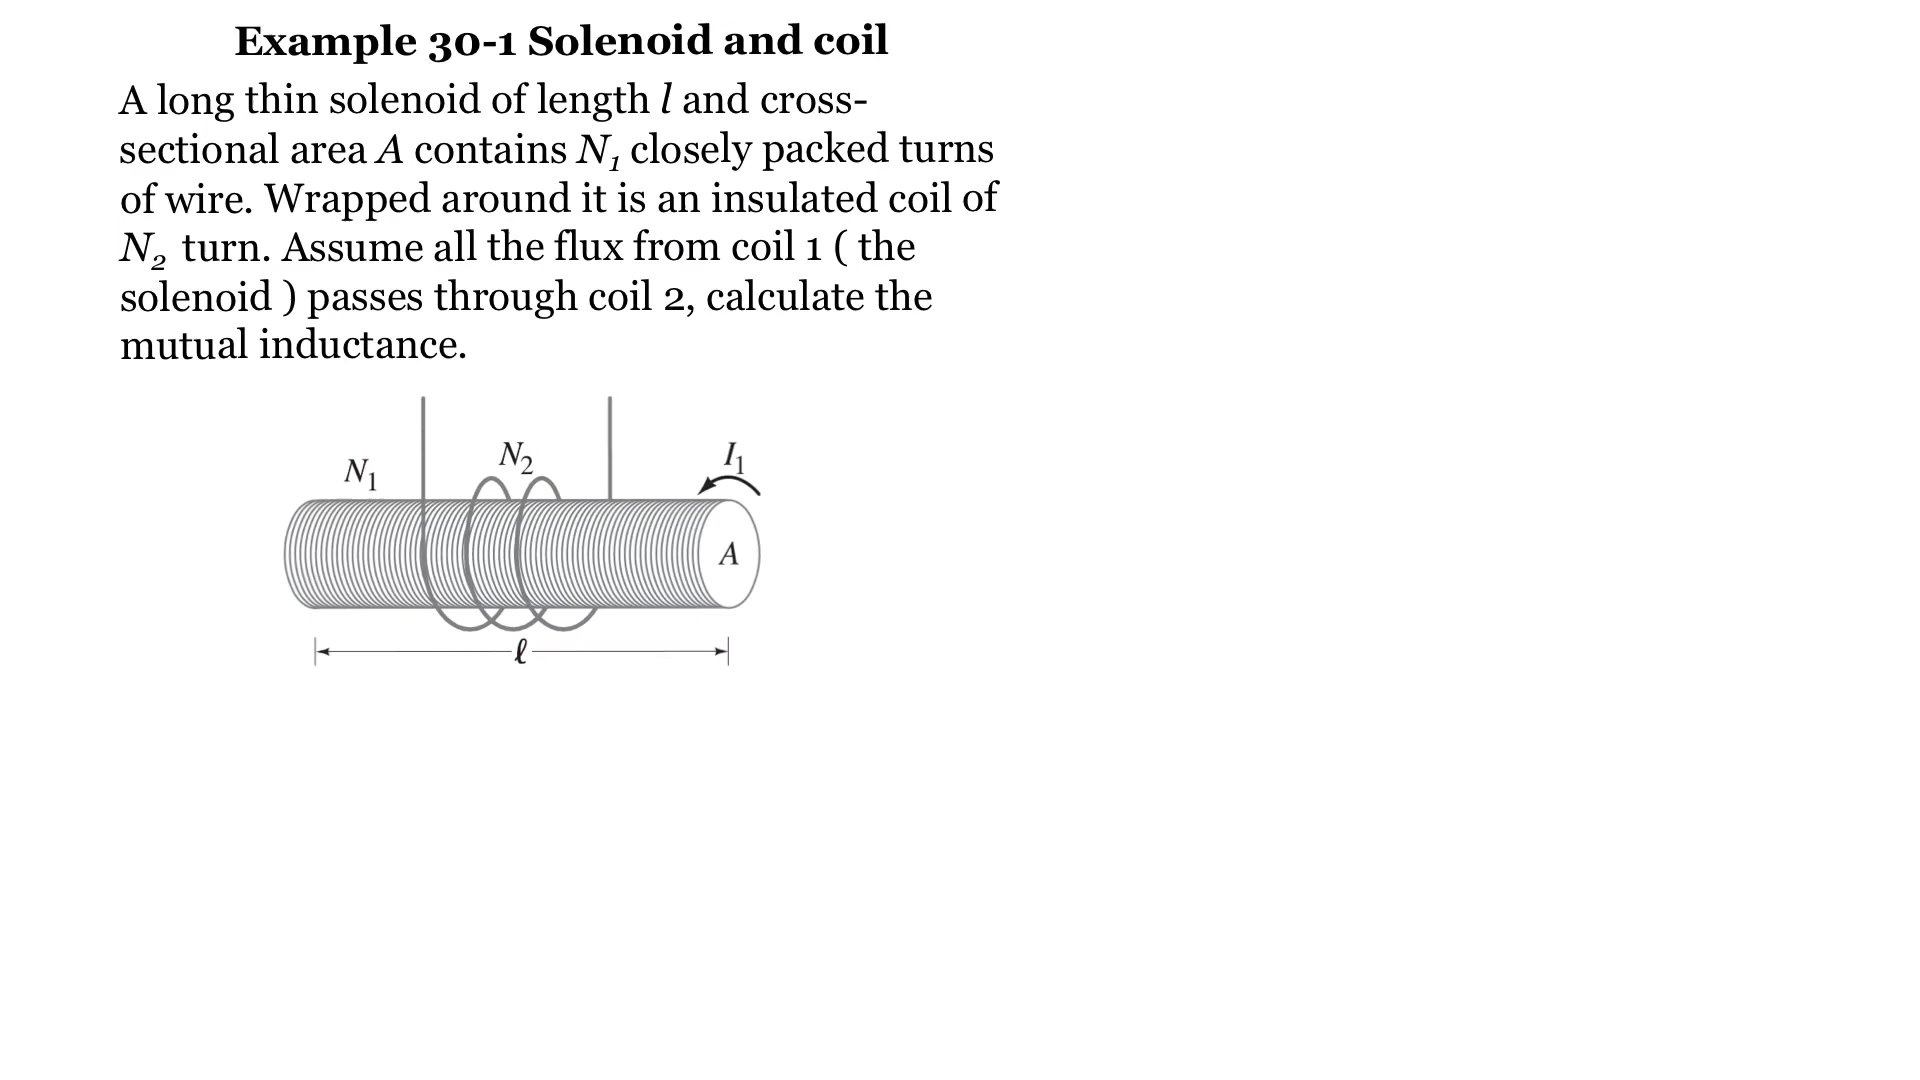 Example 30-1 Solenoid and coil
A long thin solenoid of length l and cross-
sectional area A contains N₁ closely packed turns
of wire. Wrapped around it is an insulated coil of
N₂ turn. Assume all the flux from coil 1 ( the
solenoid ) passes through coil 2, calculate the
mutual inductance.
N₁
N₂
I₁
A
ℓ